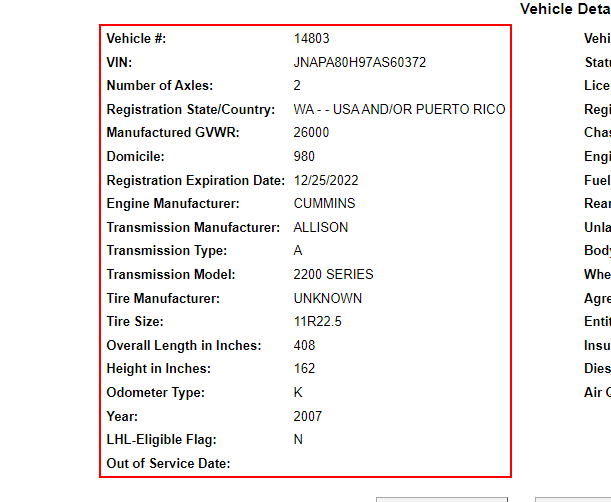 Vehicle Deta
Vehicle #: 14803 Vehi
VIN: JNAPA80H97AS60372 Statu
Number of Axles: 2 Lice
Registration State/Country: WA - - USA AND/OR PUERTO RICO Regi
Manufactured GVWR: 26000 Chas
Domicile: 980 Engi
Registration Expiration Date: 12/25/2022 Fuel
Engine Manufacturer: CUMMINS Rear
Transmission Manufacturer: ALLISON Unla
Transmission Type: A Body
Transmission Model: 2200 SERIES Whe
Tire Manufacturer: UNKNOWN Agre
Tire Size: 11R22.5 Entit
Overall Length in Inches: 408 Insu
Height in Inches: 162 Dies
Odometer Type: K Air G
Year: 2007
LHL-Eligible Flag: N
Out of Service Date: